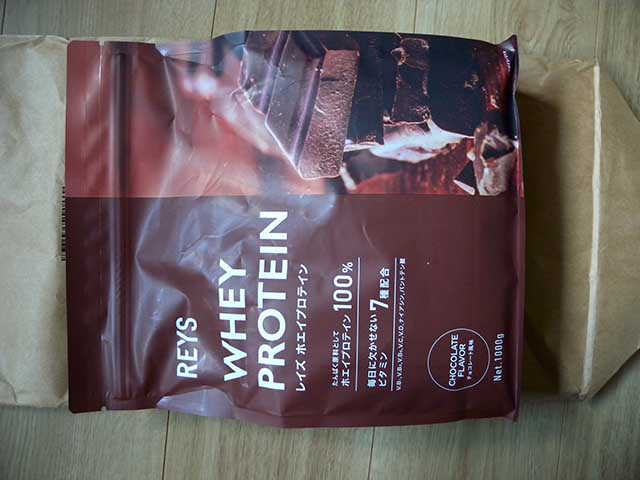 REYS
WHEY
PROTEIN
レイズ ホエイプロテイン
たんぱく原料として
ホエイプロテイン 100%
毎日に欠かせない 7種配合
ビタミン
V.B₁,V.B₂,V.B₆,V.C,V.D,ナイアシン,パントテン酸
CHOCOLATE
FLAVOR
チョコレート風味
Net.1000g